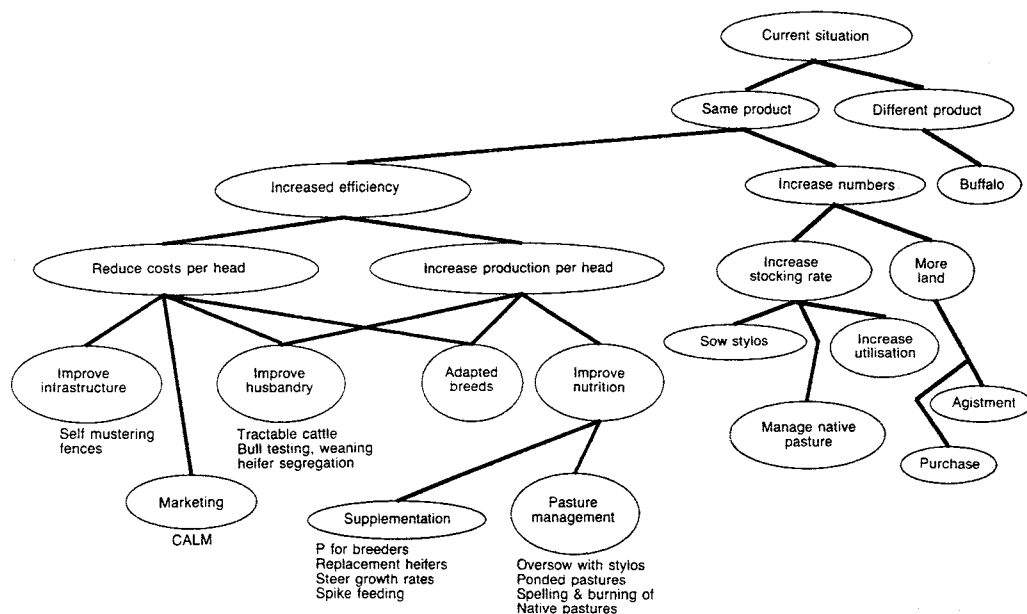 Current situation
Same product
Different product
Increased efficiency
Increase numbers
Buffalo
Reduce costs per head
Increase production per head
Increase
stocking rate
More
land
Sow stylos
Increase
utilisation
Improve
infrastructure
Improve
husbandry
Adapted
breeds
Improve
nutrition
Agistment
Self mustering
fences
Tractable cattle
Bull testing, weaning
heifer segregation
Manage native
pasture
Purchase
Marketing
CALM
Supplementation
Pasture
management
P for breeders
Replacement heifers
Steer growth rates
Spike feeding
Oversow with stylos
Ponded pastures
Spelling & burning of
Native pastures